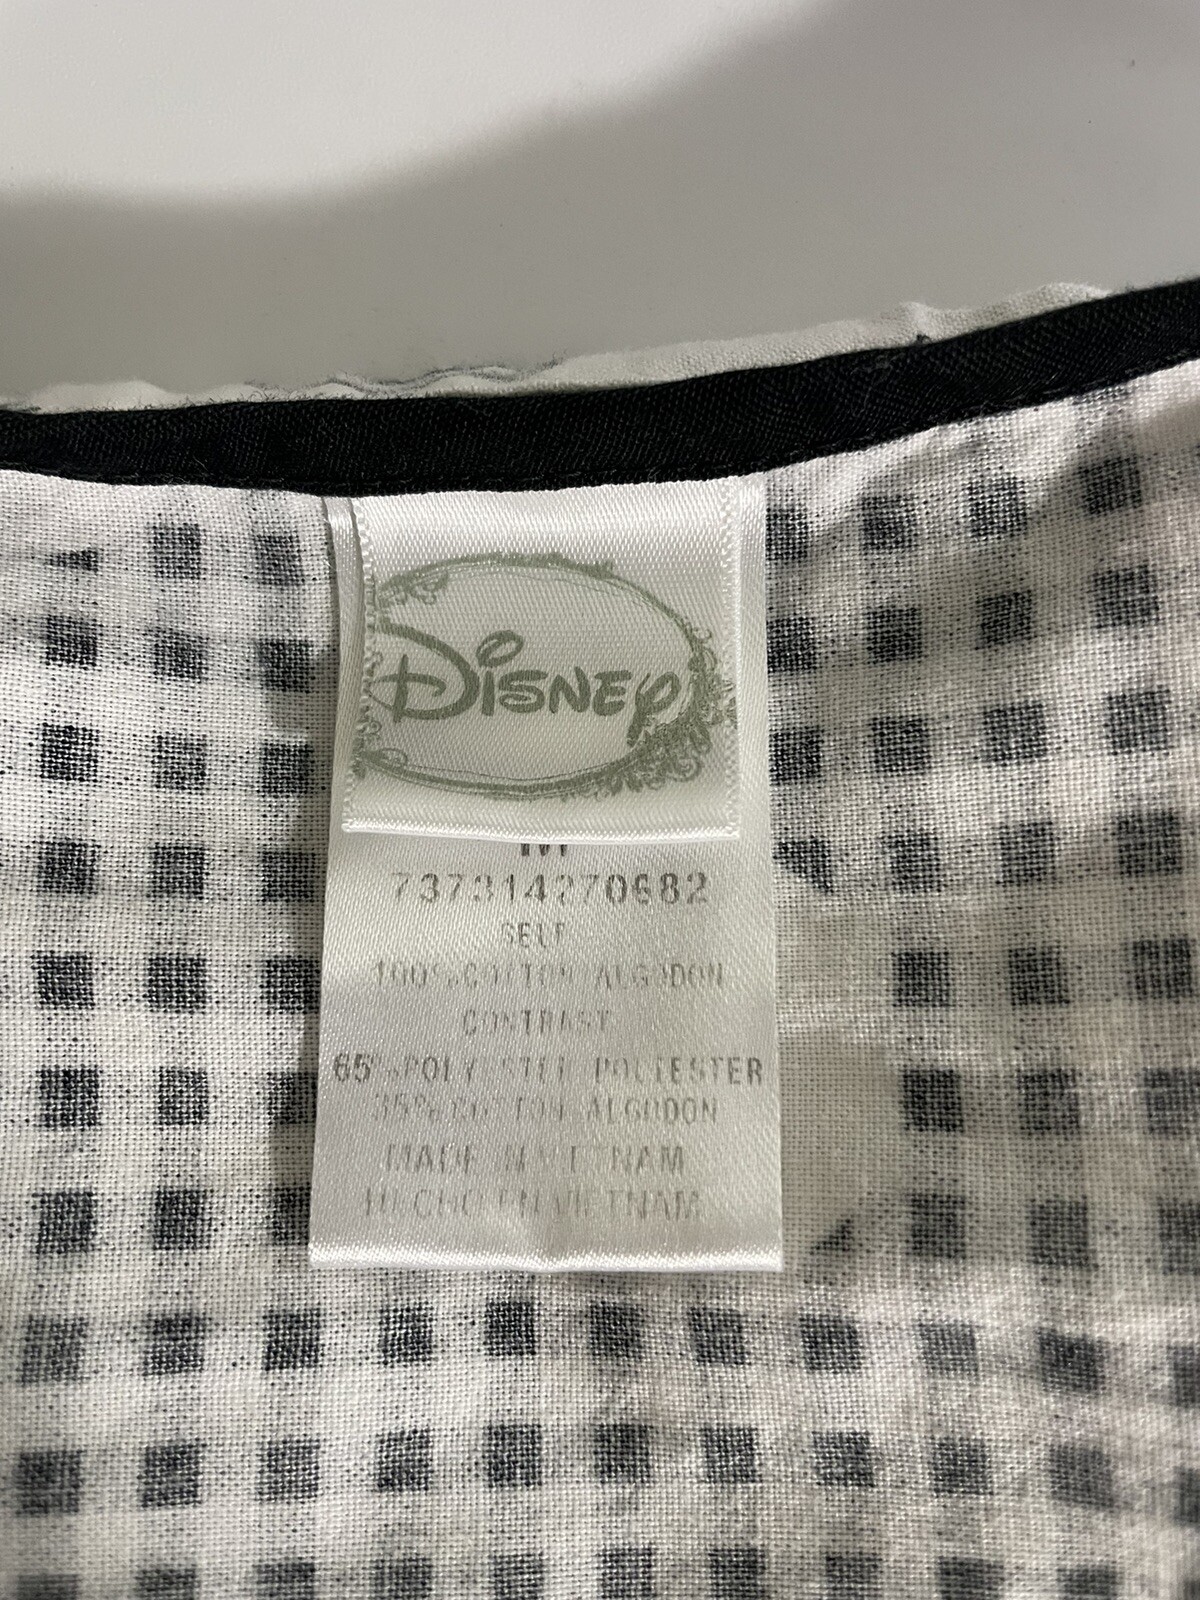 Disney
M
737314270682
SELF
100% COTTON ALGODON
CONTRAST
65% POLYESTER POLIESTER
35% COTTON ALGODON
MADE IN VIETNAM
HECHO EN VIETNAM